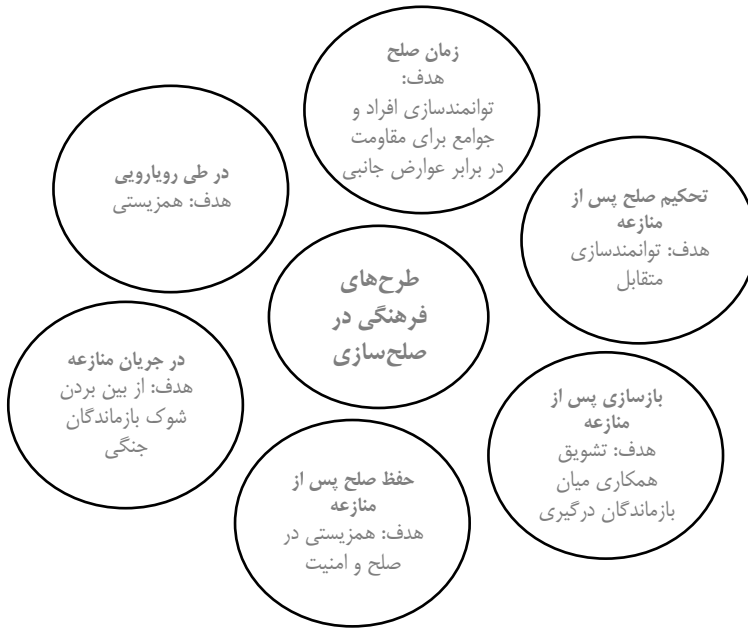 زمان صلح
هدف:
توانمندسازی افراد و
جوامع برای مقاومت
در برابر عوارض جانبی
تحکیم صلح پس از
منازعه
هدف: توانمندسازی
متقابل
در طی رویارویی
هدف: همزیستی
طرح‌های
فرهنگی در
صلح‌سازی
بازسازی پس از
منازعه
هدف: تشویق
همکاری میان
بازماندگان درگیری
در جریان منازعه
هدف: از بین بردن
شوک بازماندگان
جنگی
حفظ صلح پس از
منازعه
هدف: همزیستی در
صلح و امنیت